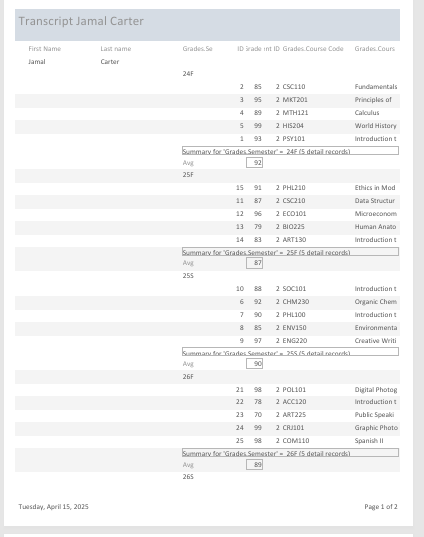 Transcript Jamal Carter
First Name Last name Grades.Se ID irade int ID Grades.Course Code Grades.Cours
Jamal Carter
24F
2 85 2 CSC110 Fundamentals
3 95 2 MKT201 Principles of
4 89 2 MTH121 Calculus
5 99 2 HIS204 World History
1 93 2 PSY101 Introduction t
Summary for 'Grades.Semester' = 24F (5 detail records)
Avg 92
25F
15 91 2 PHL210 Ethics in Mod
11 87 2 CSC210 Data Structur
12 96 2 ECO101 Microeconom
13 79 2 BIO225 Human Anato
14 83 2 ART130 Introduction t
Summary for 'Grades.Semester' = 25F (5 detail records)
Avg 87
25S
10 88 2 SOC101 Introduction t
6 92 2 CHM230 Organic Chem
7 90 2 PHL100 Introduction t
8 85 2 ENV150 Environmenta
9 97 2 ENG220 Creative Writi
Summary for 'Grades.Semester' = 25S (5 detail records)
Avg 90
26F
21 98 2 POL101 Digital Photog
22 78 2 ACC120 Introduction t
23 70 2 ART225 Public Speaki
24 99 2 CRJ101 Graphic Photo
25 98 2 COM110 Spanish II
Summary for 'Grades.Semester' = 26F (5 detail records)
Avg 89
26S
Tuesday, April 15, 2025 Page 1 of 2